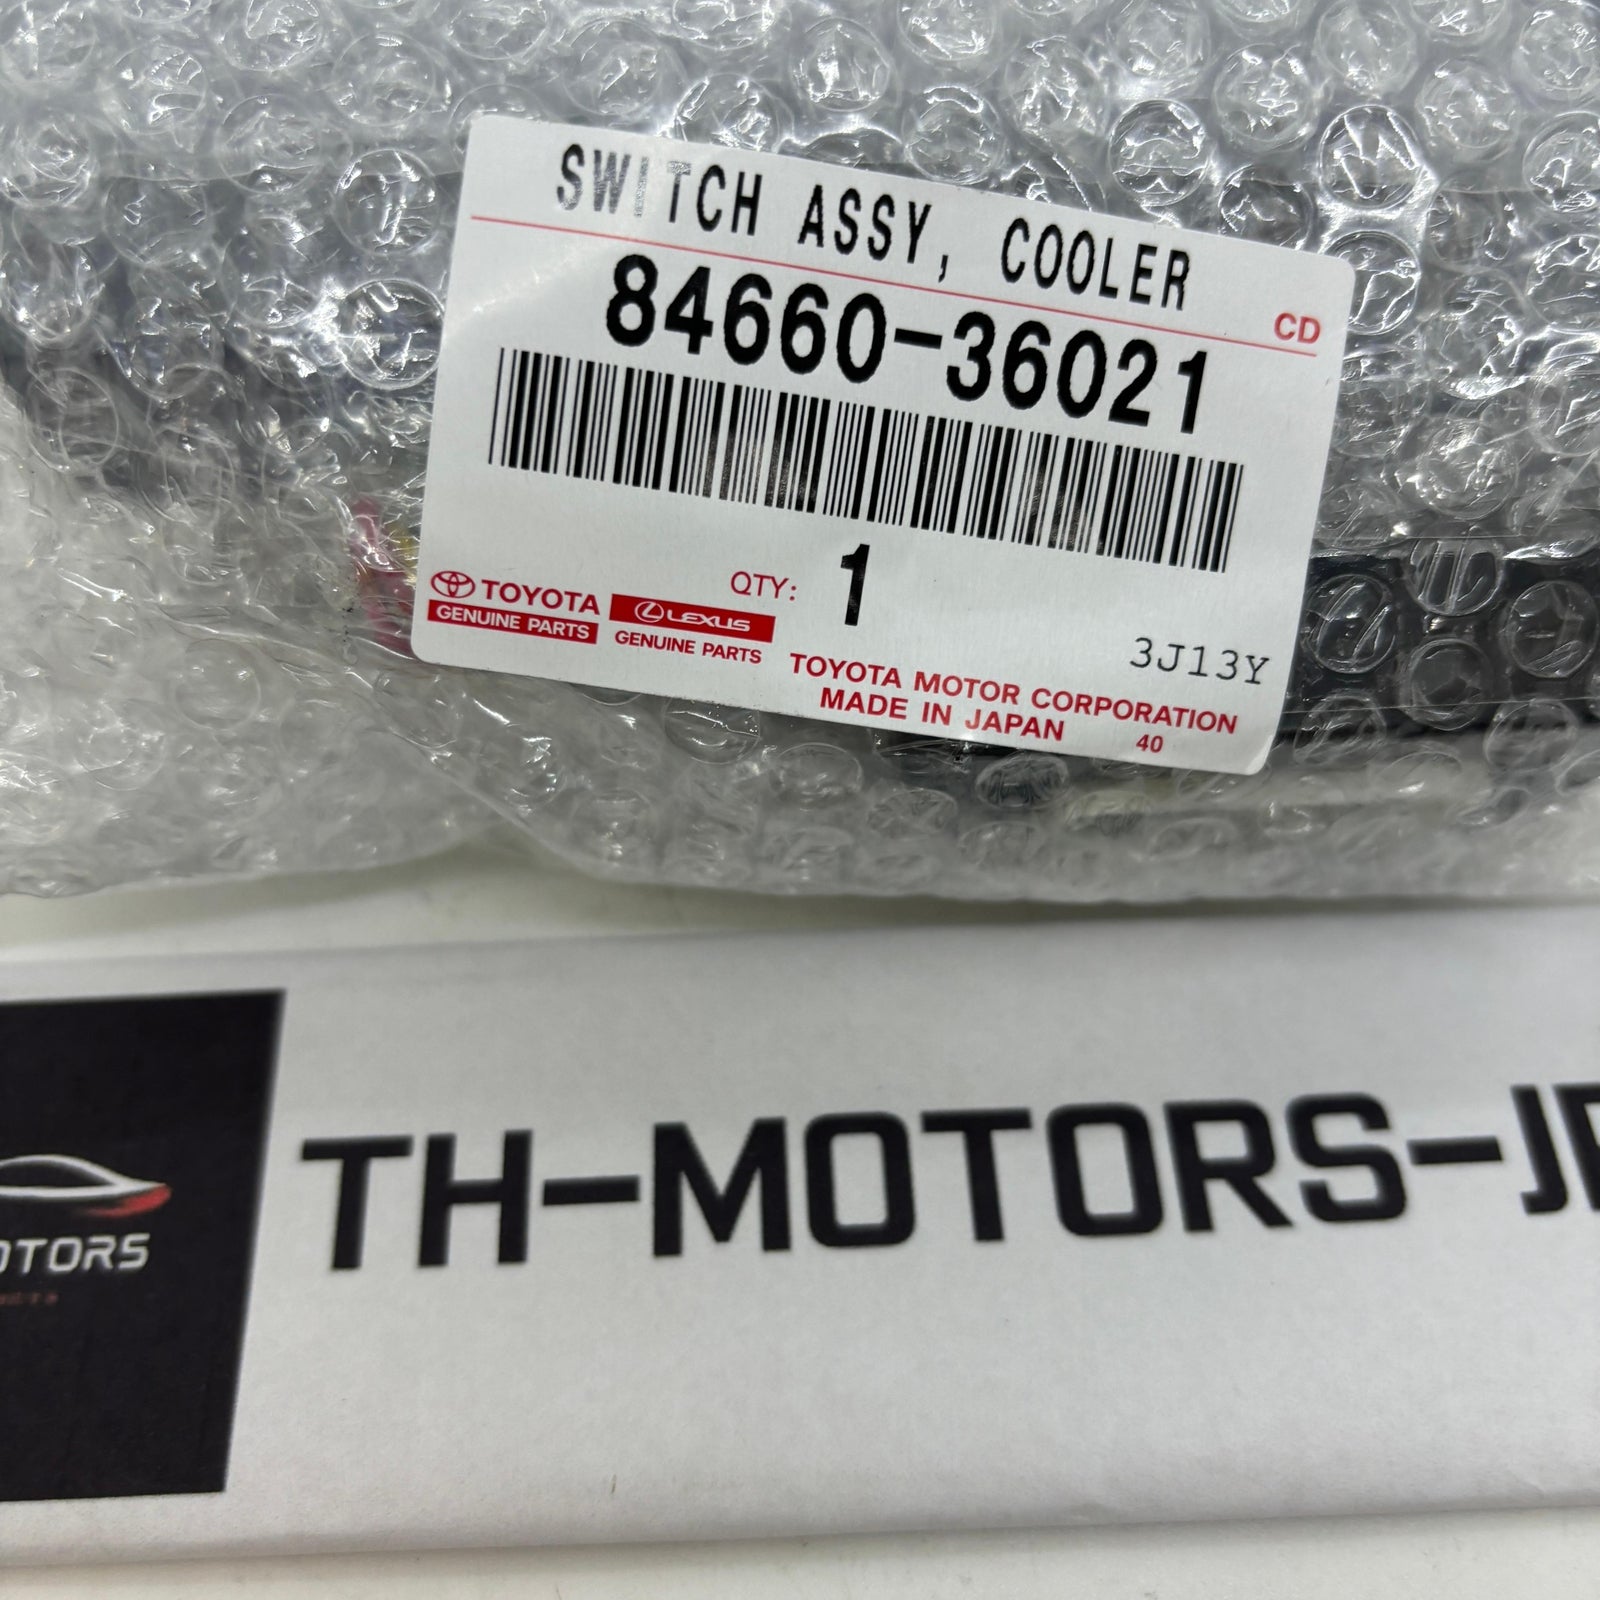 SWITCH ASSY, COOLER
CD
84660-36021
QTY: 1
TOYOTA
GENUINE PARTS
LEXUS
GENUINE PARTS
3J13Y
TOYOTA MOTOR CORPORATION
MADE IN JAPAN
40
TH-MOTORS-JP
OTORS